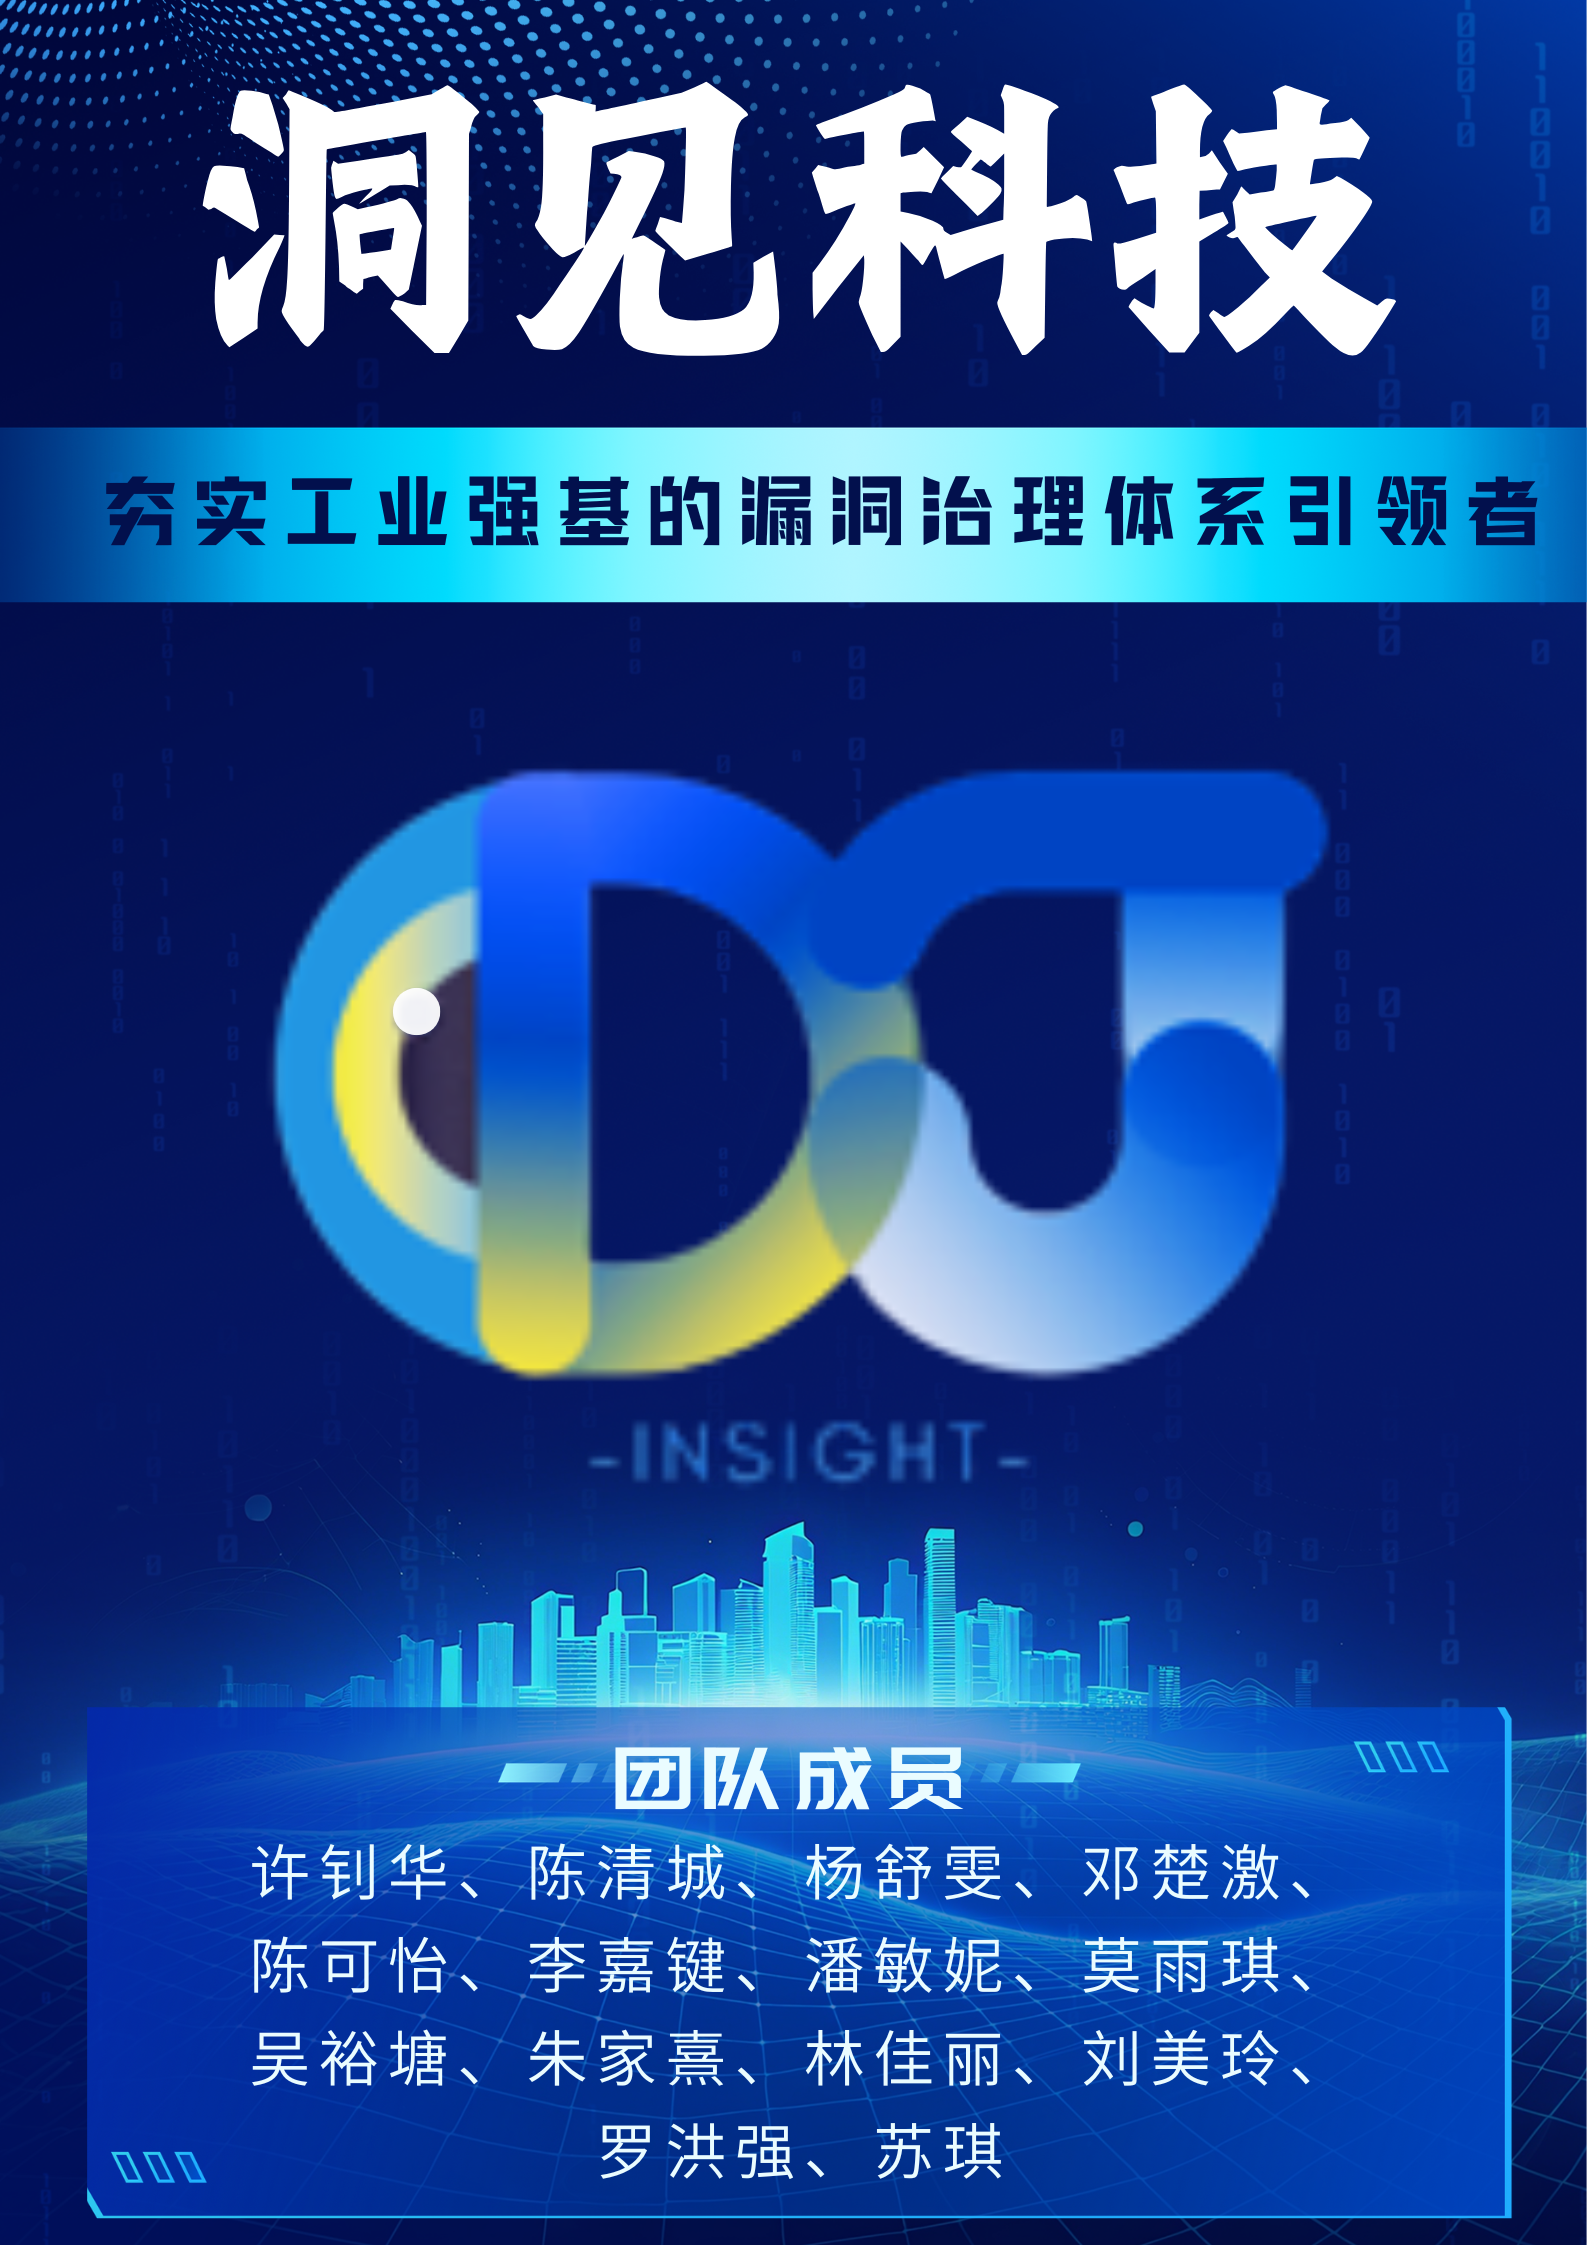 洞见科技
夯实工业强基的漏洞治理体系引领者
-INSIGHT-
团队成员
许钊华、陈清城、杨舒雯、邓楚激、
陈可怡、李嘉键、潘敏妮、莫雨琪、
吴裕塘、朱家熹、林佳丽、刘美玲、
罗洪强、苏琪